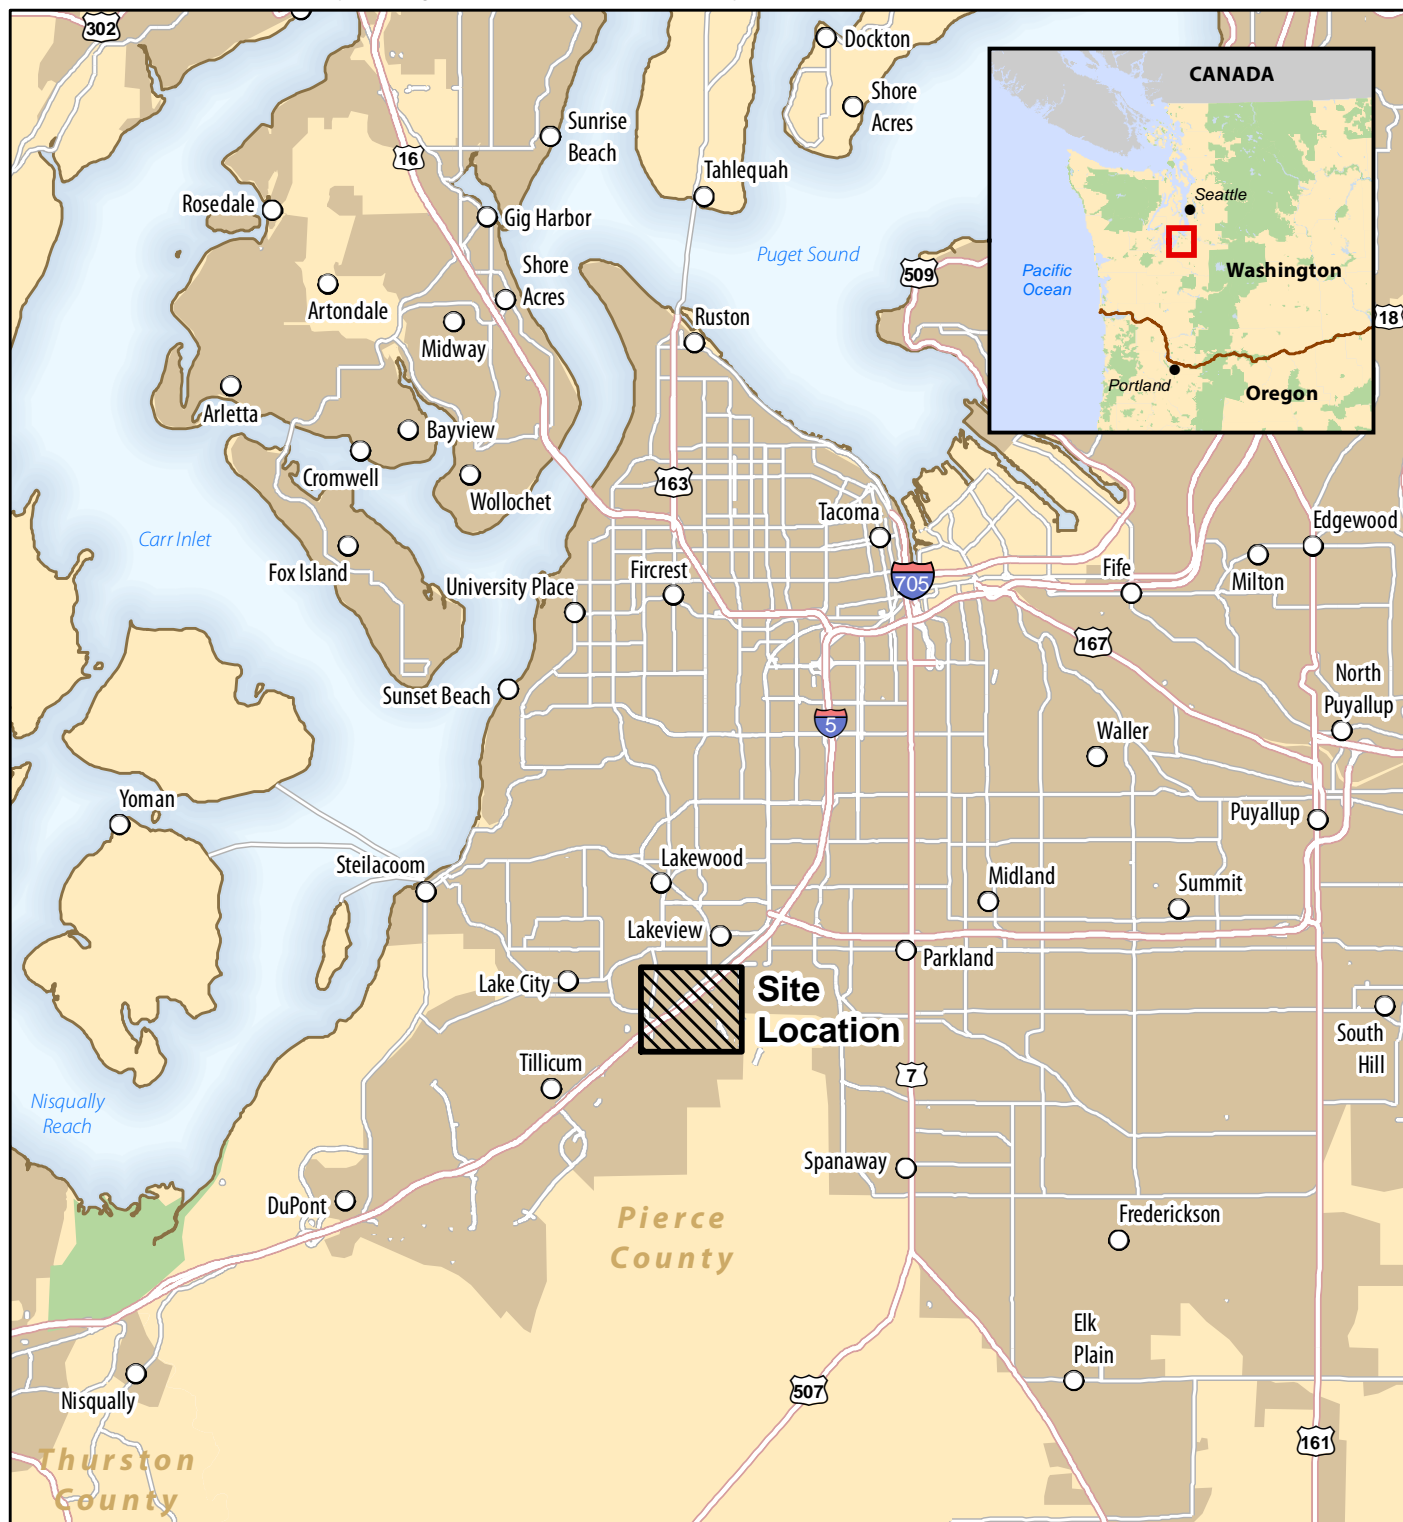 302
Dockton
Shore
Acres
CANADA
Sunrise
Beach
16
Tahlequah
Seattle
Rosedale
Gig Harbor
Puget Sound
Pacific
Ocean
Washington
509
Shore
Acres
Artondale
Midway
Ruston
18
Portland
Oregon
Arletta
Bayview
Cromwell
Wollochet
163
Tacoma
Edgewood
Carr Inlet
Fox Island
University Place
Fircrest
705
Fife
Milton
167
North
Puyallup
Sunset Beach
5
Waller
Yoman
Puyallup
Steilacoom
Lakewood
Midland
Summit
Lakeview
Parkland
Lake City
Site
Location
South
Hill
Tillicum
7
Nisqually
Reach
Spanaway
DuPont
Pierce
County
Frederickson
Elk
Plain
507
Nisqually
161
Thurston
County